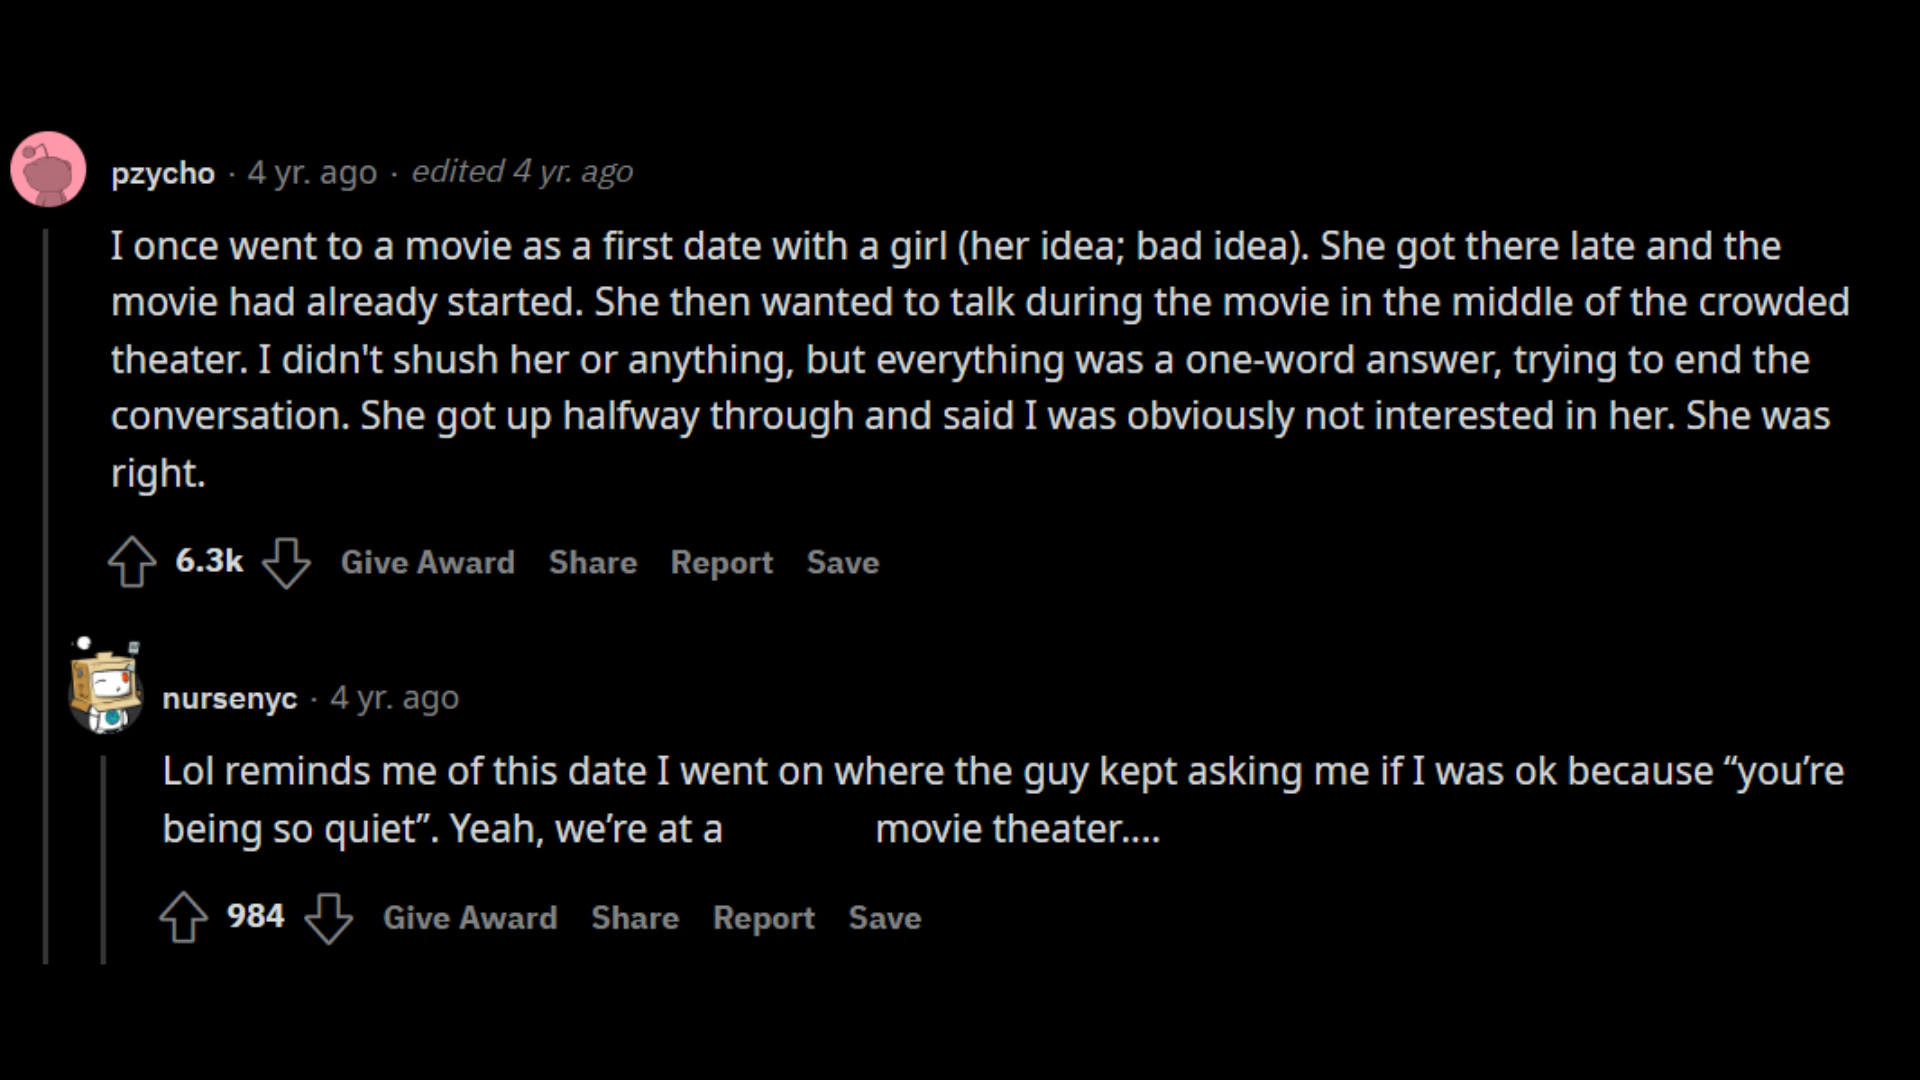 pzycho · 4 yr. ago · edited 4 yr. ago
I once went to a movie as a first date with a girl (her idea; bad idea). She got there late and the
movie had already started. She then wanted to talk during the movie in the middle of the crowded
theater. I didn't shush her or anything, but everything was a one-word answer, trying to end the
conversation. She got up halfway through and said I was obviously not interested in her. She was
right.
6.3k Give Award Share Report Save
nursenyc · 4 yr. ago
Lol reminds me of this date I went on where the guy kept asking me if I was ok because “you’re
being so quiet”. Yeah, we’re at a movie theater....
984 Give Award Share Report Save